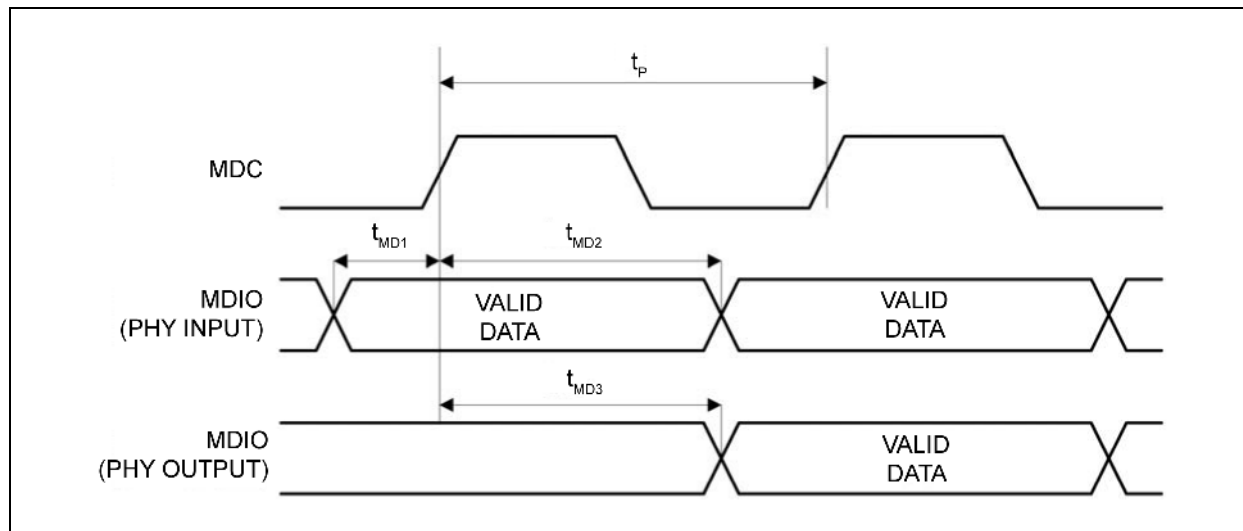 tP
MDC
tMD1
tMD2
MDIO
(PHY INPUT)
VALID
DATA
VALID
DATA
tMD3
MDIO
(PHY OUTPUT)
VALID
DATA